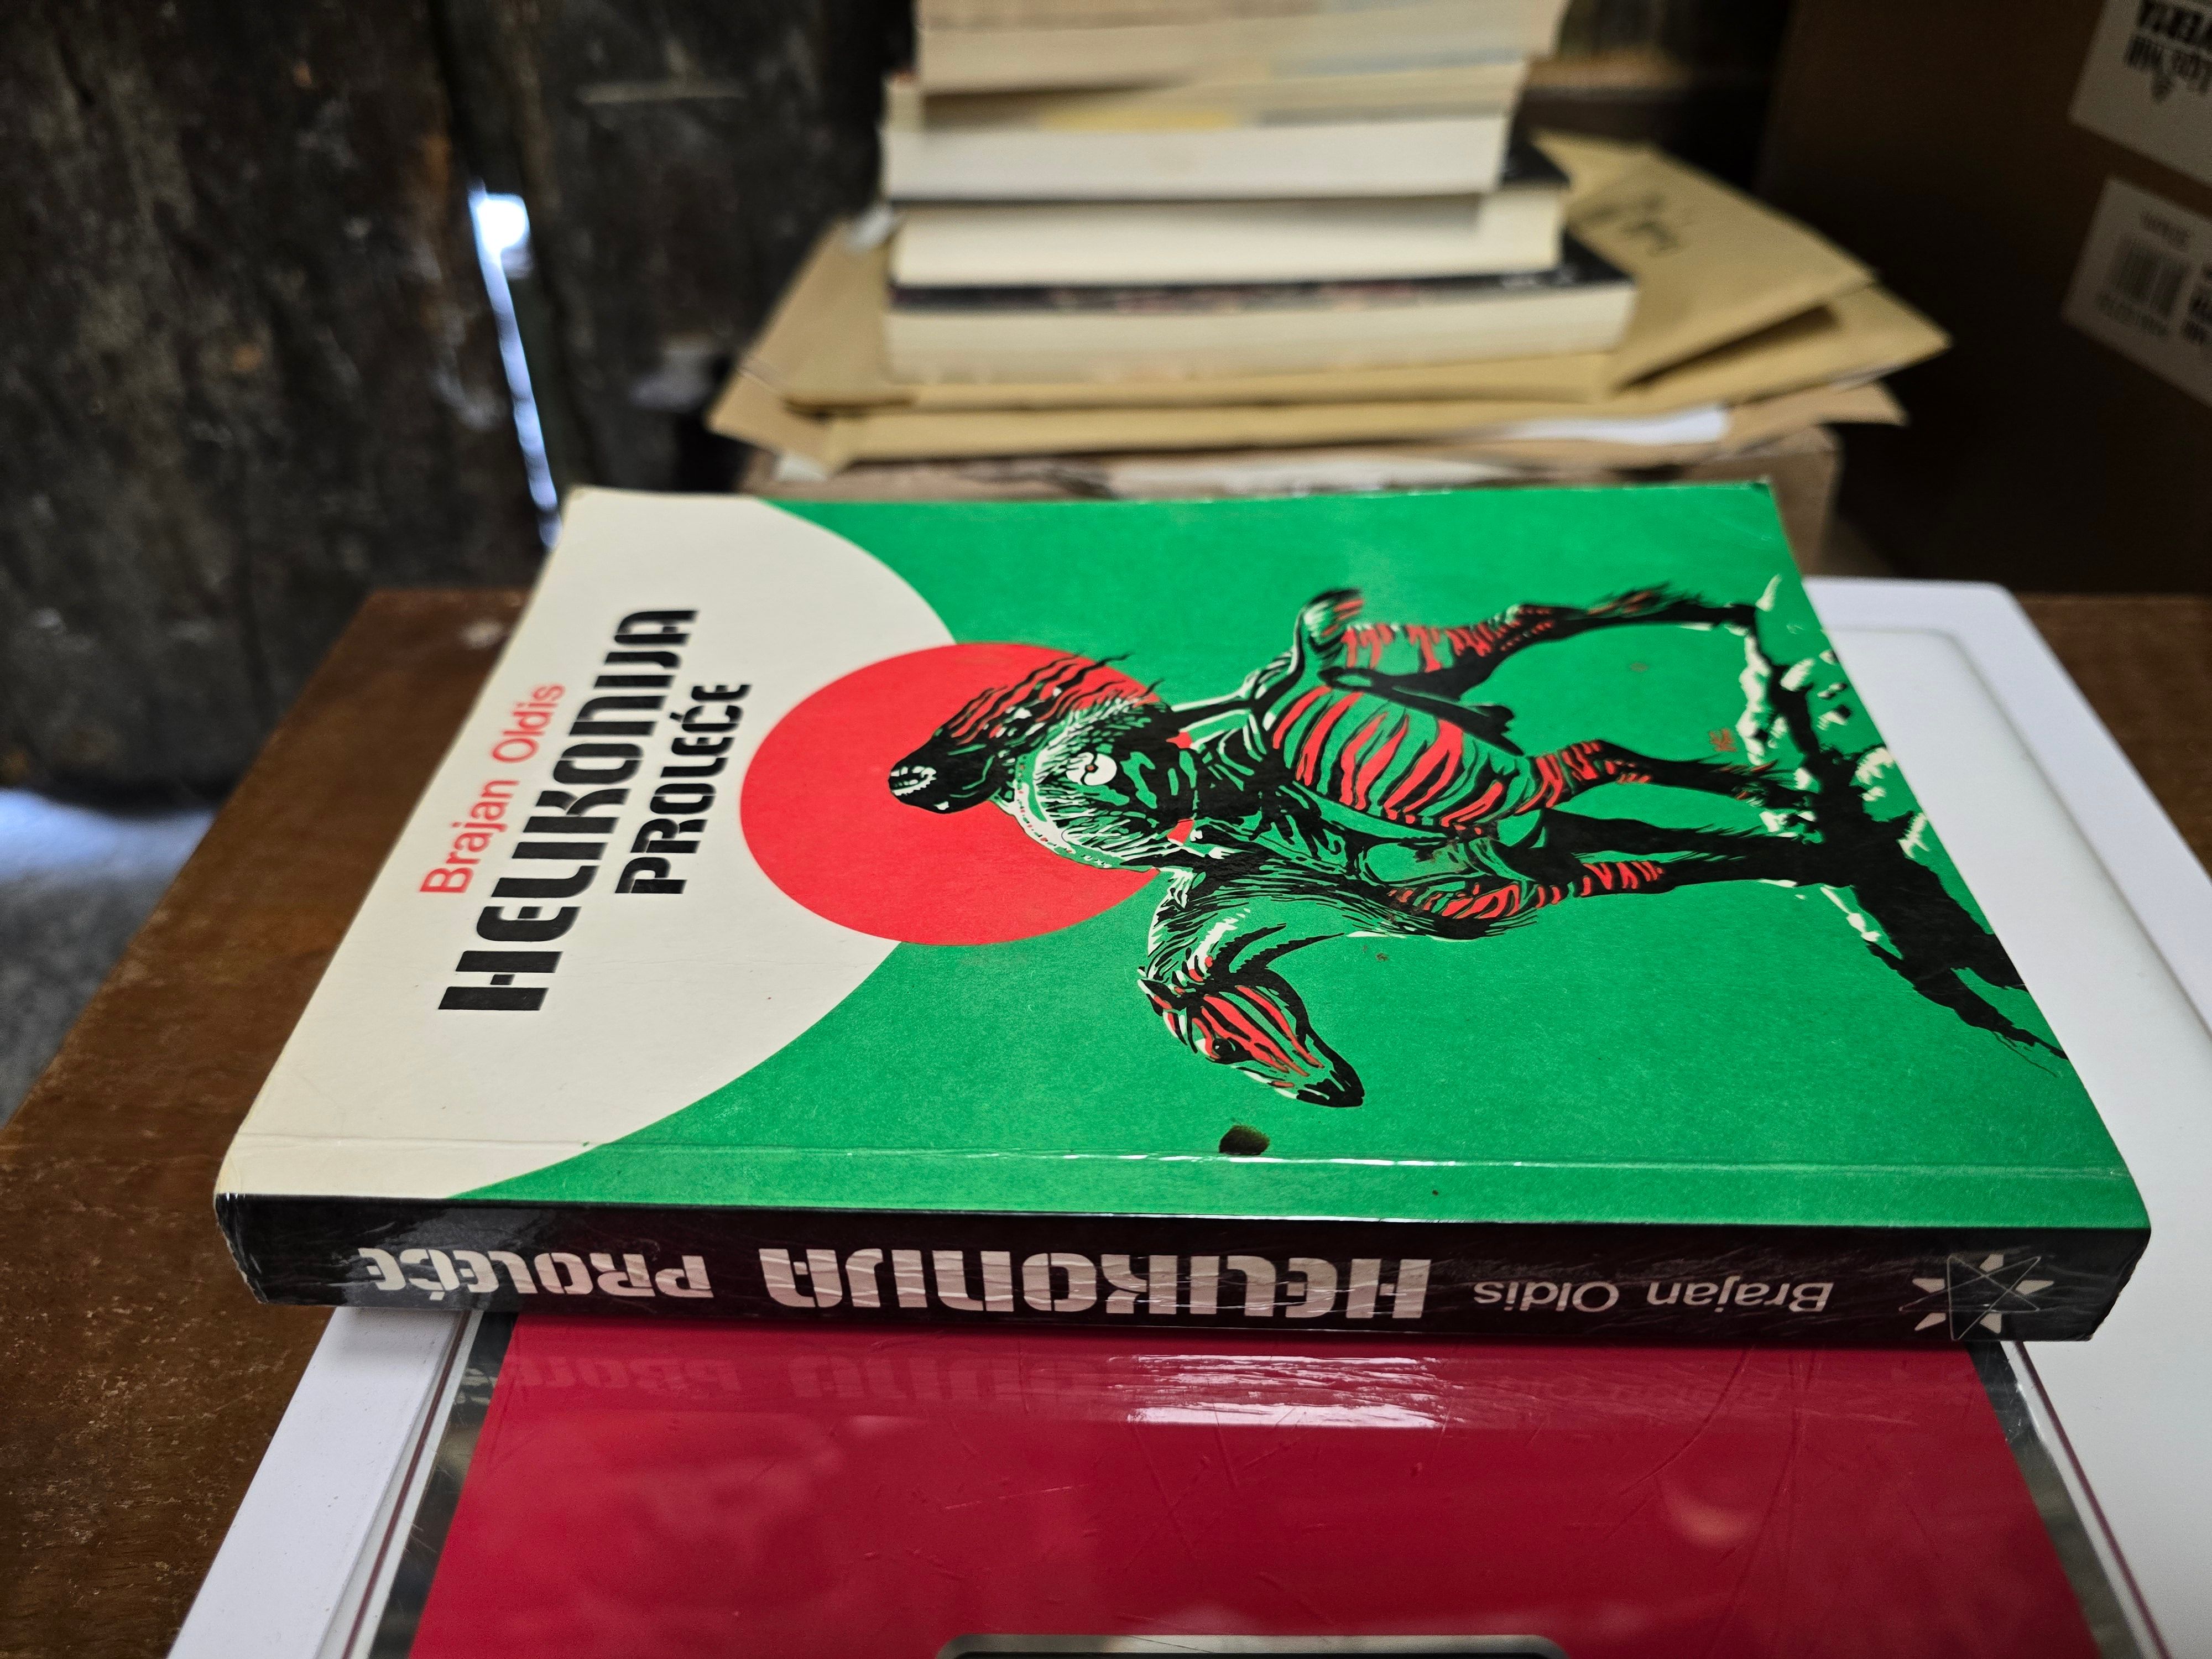 Brajan Oldis
HELIKONIJA
PROLEĆE
Brajan Oldis HELIKONIJA PROLEĆE